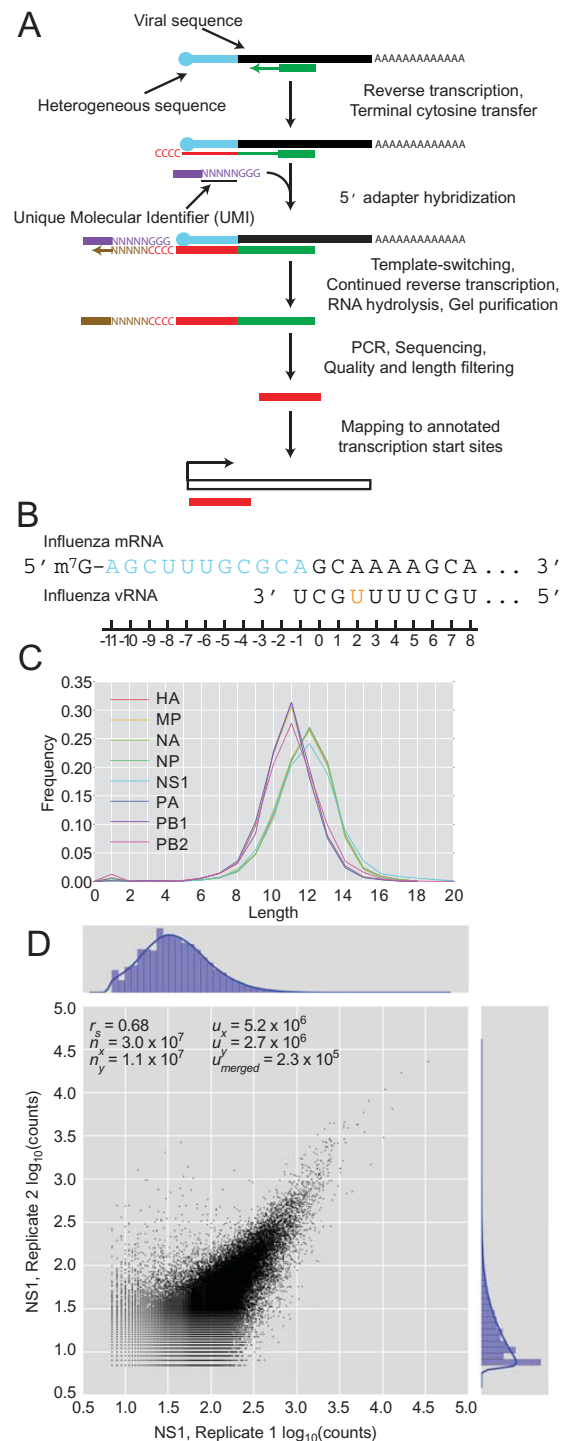 A
Viral sequence
AAAAAAAAAAAAA
Heterogeneous sequence
Reverse transcription,
Terminal cytosine transfer
CCCC
AAAAAAAAAAAAA
NNNNNGGG
Unique Molecular Identifier (UMI)
5′ adapter hybridization
NNNNNGGG
AAAAAAAAAAAAA
NNNNNCCCC
Template-switching,
Continued reverse transcription,
RNA hydrolysis, Gel purification
NNNNNCCCC
PCR, Sequencing,
Quality and length filtering
Mapping to annotated
transcription start sites
B
Influenza mRNA
5′ m⁷G-AGCUUUGCGCAGCAAAAGCA... 3′
Influenza vRNA
3′ UCGUUUUCGU... 5′
-11 -10 -9 -8 -7 -6 -5 -4 -3 -2 -1 0 1 2 3 4 5 6 7 8
C
0.35
0.30
0.25
0.20
0.15
0.10
0.05
0.00
Frequency
HA
MP
NA
NP
NS1
PA
PB1
PB2
0 2 4 6 8 10 12 14 16 18 20
Length
D
5.0
4.5
4.0
3.5
3.0
2.5
2.0
1.5
1.0
0.5
NS1, Replicate 2 log₁₀(counts)
rₛ = 0.68
nₓ = 3.0 x 10⁷
n_y = 1.1 x 10⁷
uₓ = 5.2 x 10⁶
u_y = 2.7 x 10⁶
u_merged = 2.3 x 10⁵
0.5 1.0 1.5 2.0 2.5 3.0 3.5 4.0 4.5 5.0
NS1, Replicate 1 log₁₀(counts)